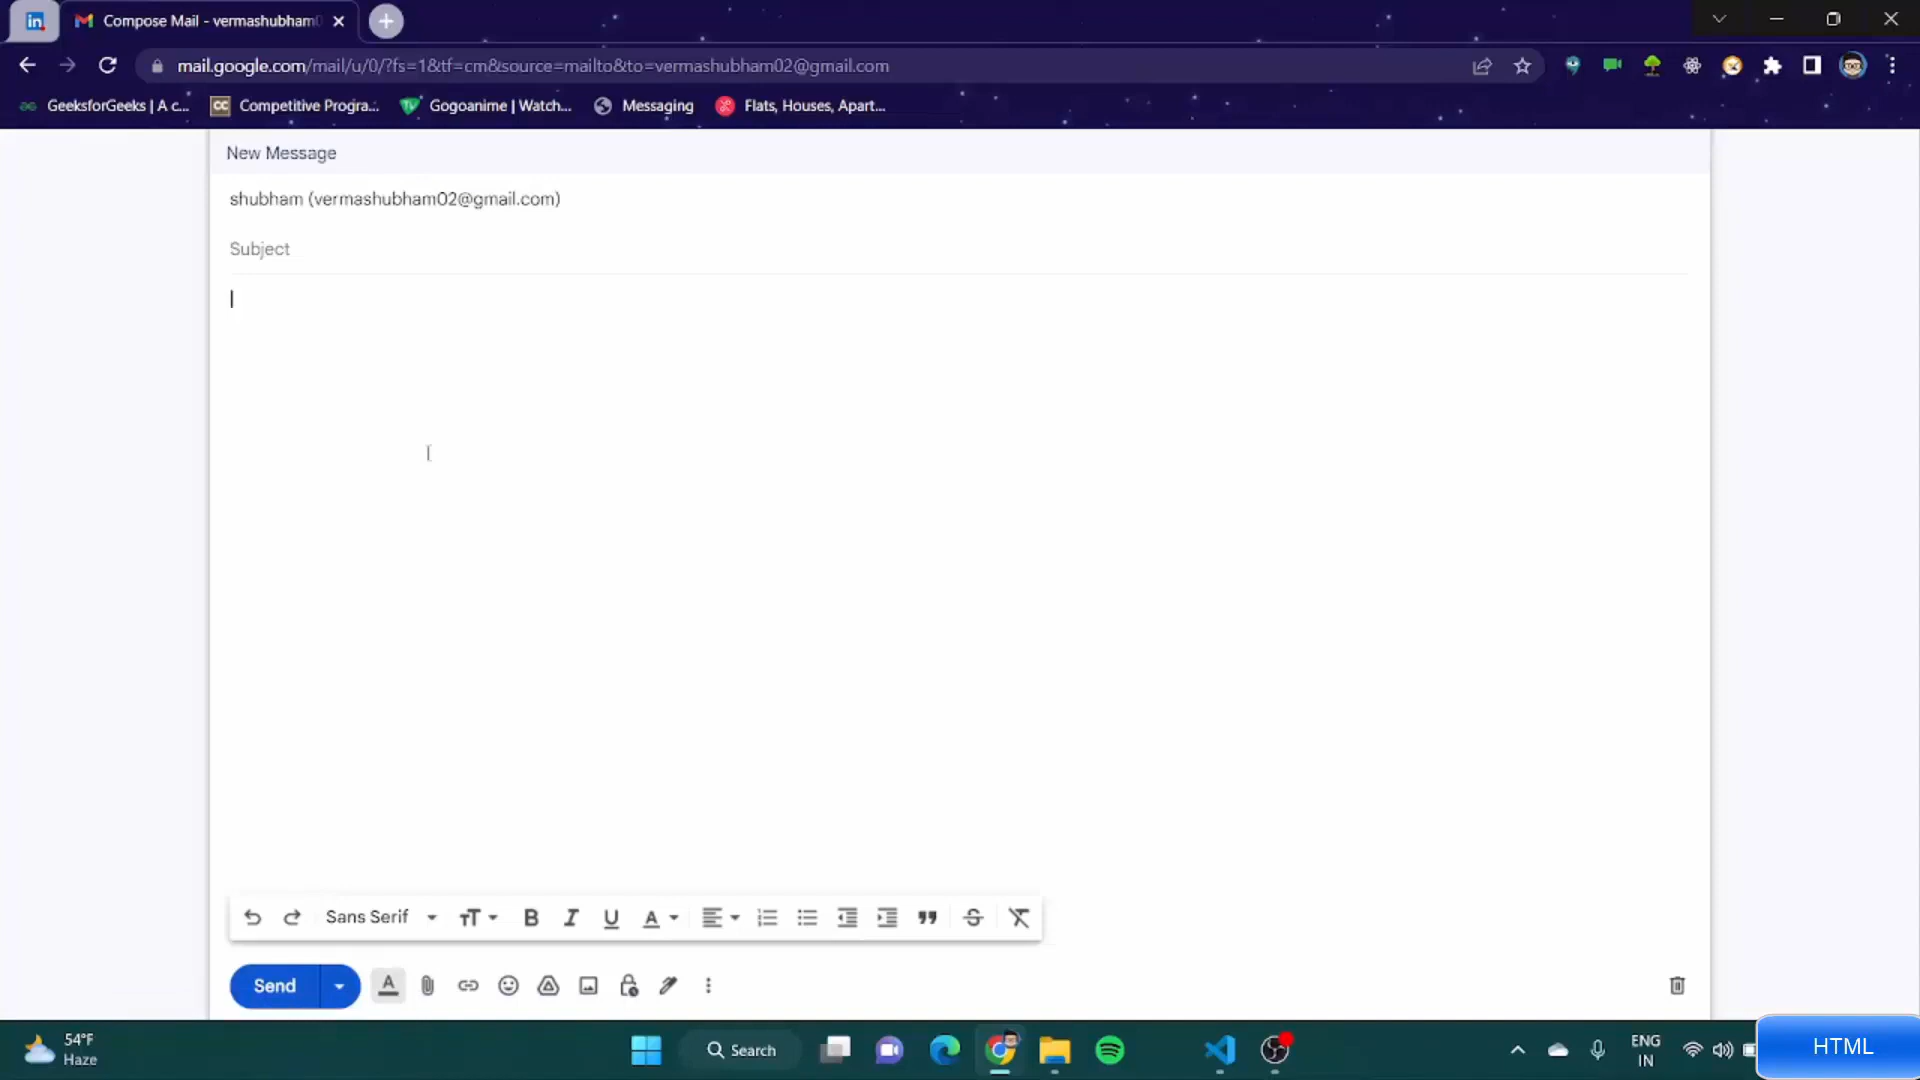 in
Compose Mail - vermashubham
mail.google.com/mail/u/0/?fs=1&tf=cm&source=mailto&to=vermashubham02@gmail.com
GeeksforGeeks | A c...
CC Competitive Progra...
Gogoanime | Watch...
Messaging
Flats, Houses, Apart...
New Message
shubham (vermashubham02@gmail.com)
Subject
Sans Serif
Send
54°F
Haze
Search
ENG
IN
HTML